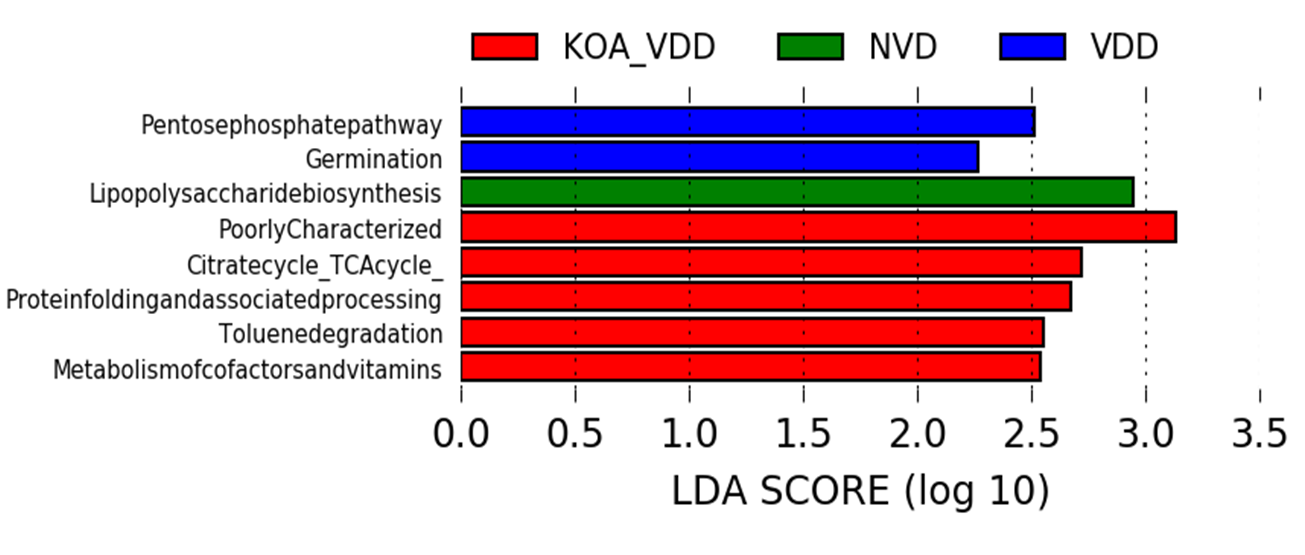 KOA_VDD NVD VDD
Pentosephosphatepathway
Germination
Lipopolysaccharidebiosynthesis
PoorlyCharacterized
Citratecycle_TCAcycle_
Proteinfoldingandassociatedprocessing
Toluenedegradation
Metabolismofcofactorsandvitamins
0.0 0.5 1.0 1.5 2.0 2.5 3.0 3.5
LDA SCORE (log 10)